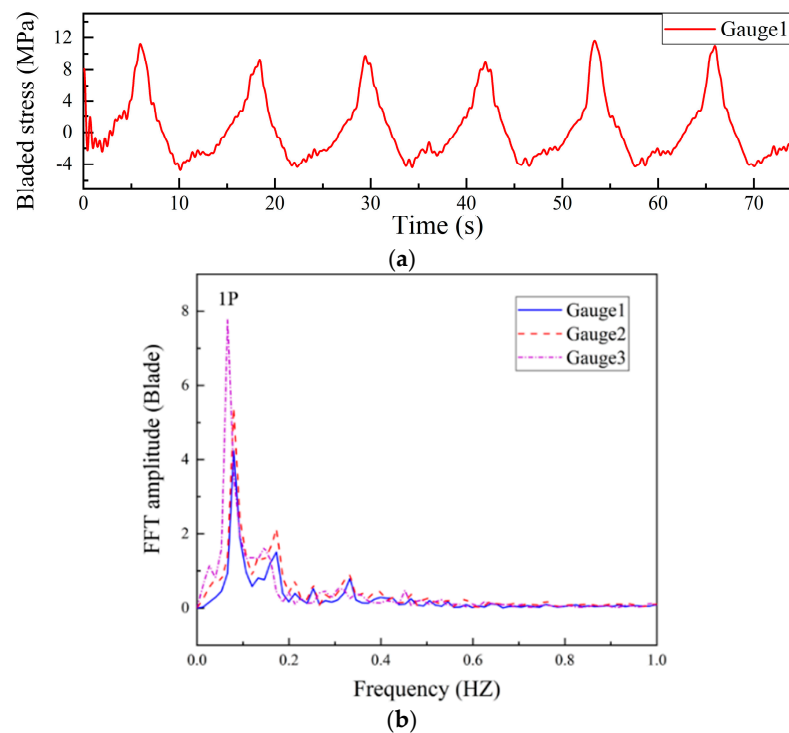 Gauge1
Bladed stress (MPa)
12
8
4
0
-4
0 10 20 30 40 50 60 70
Time (s)
(a)
1P
Gauge1
Gauge2
Gauge3
FFT amplitude (Blade)
8
6
4
2
0
0.0 0.2 0.4 0.6 0.8 1.0
Frequency (HZ)
(b)